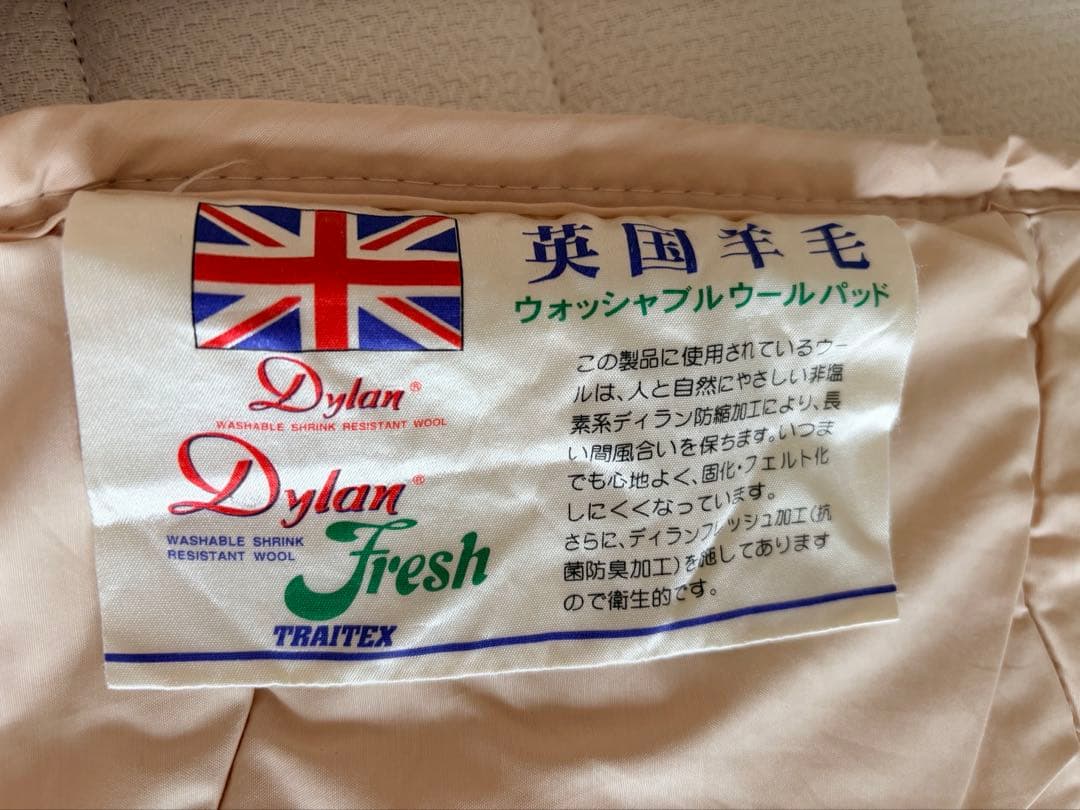 英国羊毛
ウォッシャブルウールパッド
Dylan®
WASHABLE SHRINK RESISTANT WOOL
Dylan®
Fresh
WASHABLE SHRINK
RESISTANT WOOL
TRAITEX
この製品に使用されているウー
ルは、人と自然にやさしい非塩
素系ディラン防縮加工により、長
い間風合いを保ちます。いつま
でも心地よく、固化・フェルト化
しにくくなっています。
さらに、ディランフレッシュ加工(抗
菌防臭加工)を施してあります
ので衛生的です。